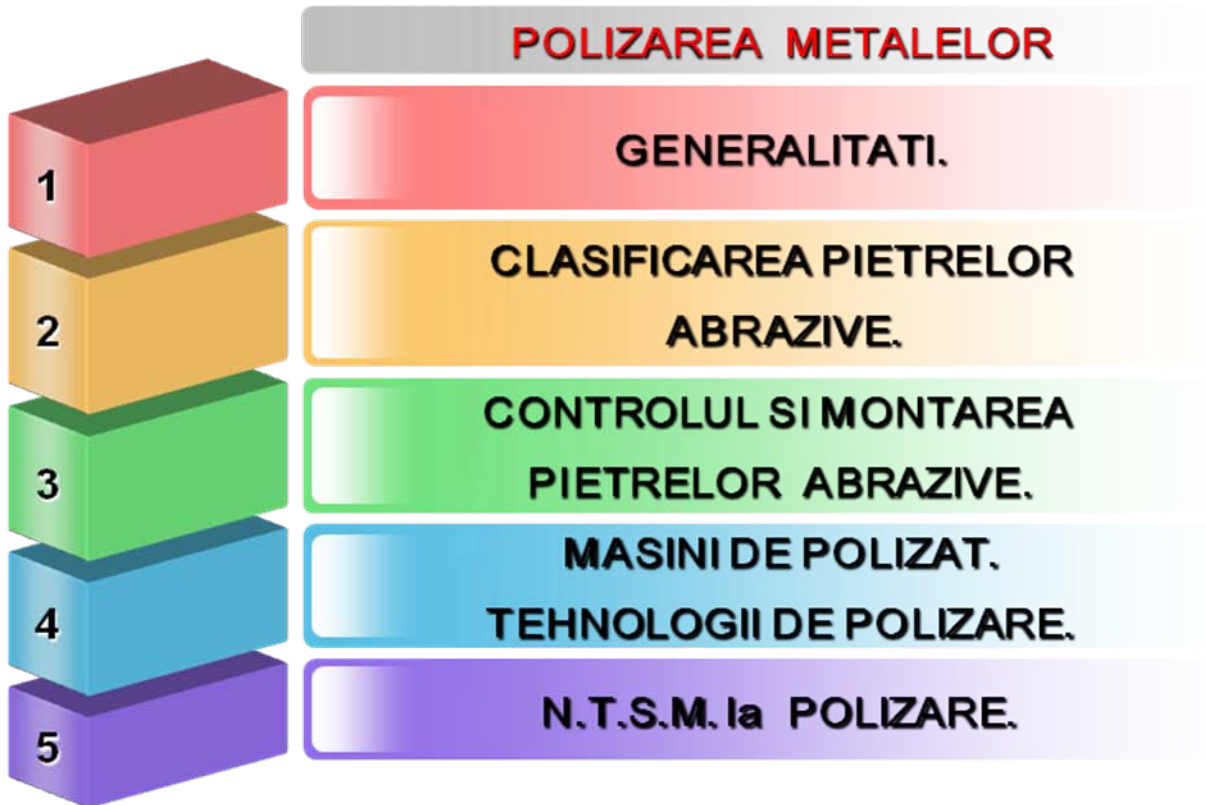 POLIZAREA METALELOR
1
GENERALITATI.
2
CLASIFICAREA PIETRELOR
ABRAZIVE.
3
CONTROLUL SI MONTAREA
PIETRELOR ABRAZIVE.
4
MASINI DE POLIZAT.
TEHNOLOGII DE POLIZARE.
5
N.T.S.M. la POLIZARE.